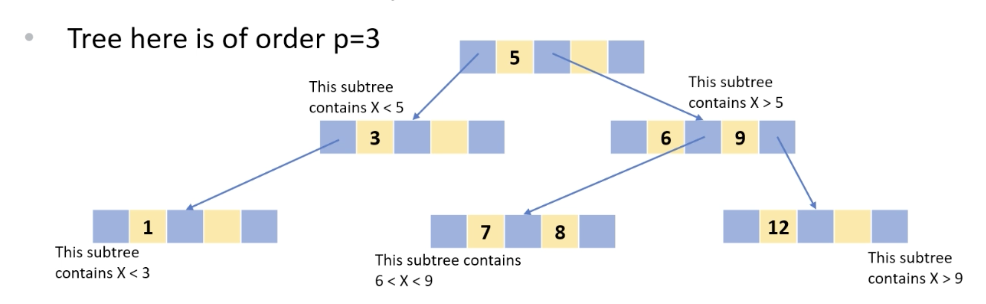 • Tree here is of order p=3
5
This subtree
contains X < 5
This subtree
contains X > 5
3
6 9
1
7 8
12
This subtree
contains X < 3
This subtree contains
6 < X < 9
This subtree
contains X > 9